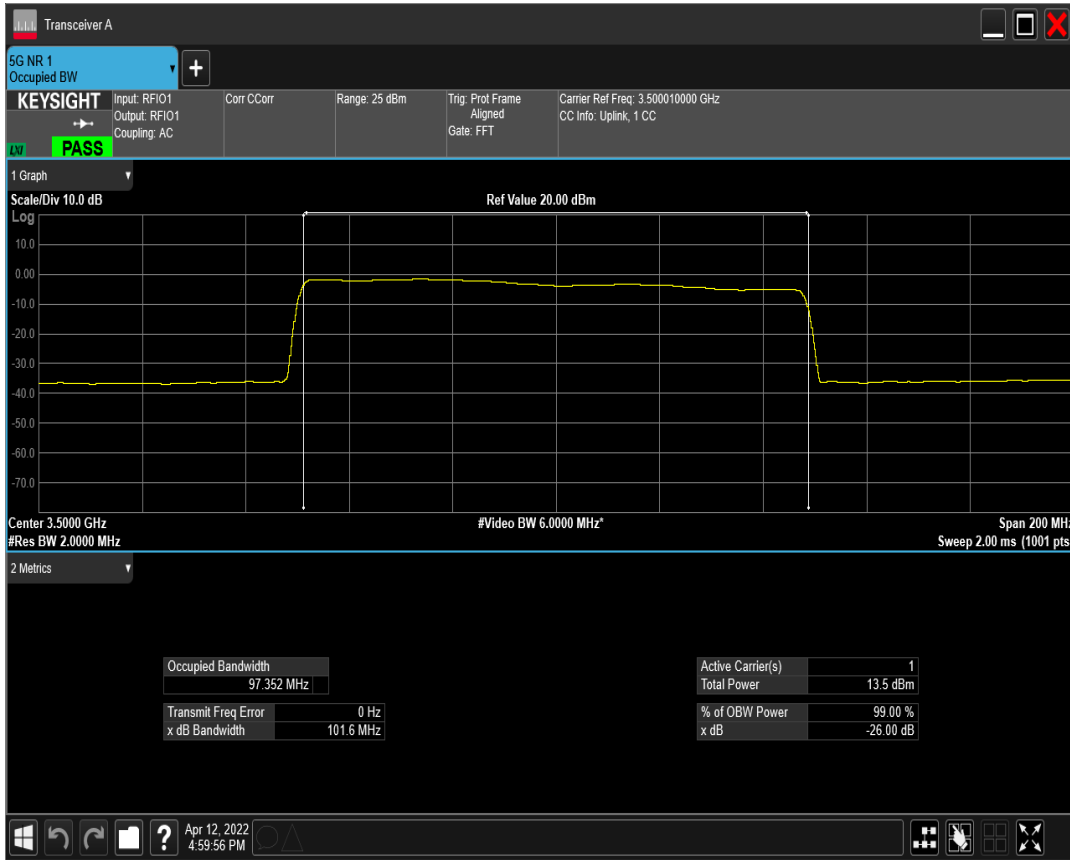 Transceiver A
5G NR 1
Occupied BW
KEYSIGHT
LXI
PASS
Input: RFIO1
Output: RFIO1
Coupling: AC
Corr CCorr
Range: 25 dBm
Trig: Prot Frame
Aligned
Gate: FFT
Carrier Ref Freq: 3.500010000 GHz
CC Info: Uplink, 1 CC
1 Graph
Scale/Div 10.0 dB
Ref Value 20.00 dBm
Log
10.0
0.00
-10.0
-20.0
-30.0
-40.0
-50.0
-60.0
-70.0
Center 3.5000 GHz
#Video BW 6.0000 MHz*
Span 200 MHz
#Res BW 2.0000 MHz
Sweep 2.00 ms (1001 pts
2 Metrics
Occupied Bandwidth
97.352 MHz
Transmit Freq Error 0 Hz
x dB Bandwidth 101.6 MHz
Active Carrier(s) 1
Total Power 13.5 dBm
% of OBW Power 99.00 %
x dB -26.00 dB
?
Apr 12, 2022
4:59:56 PM